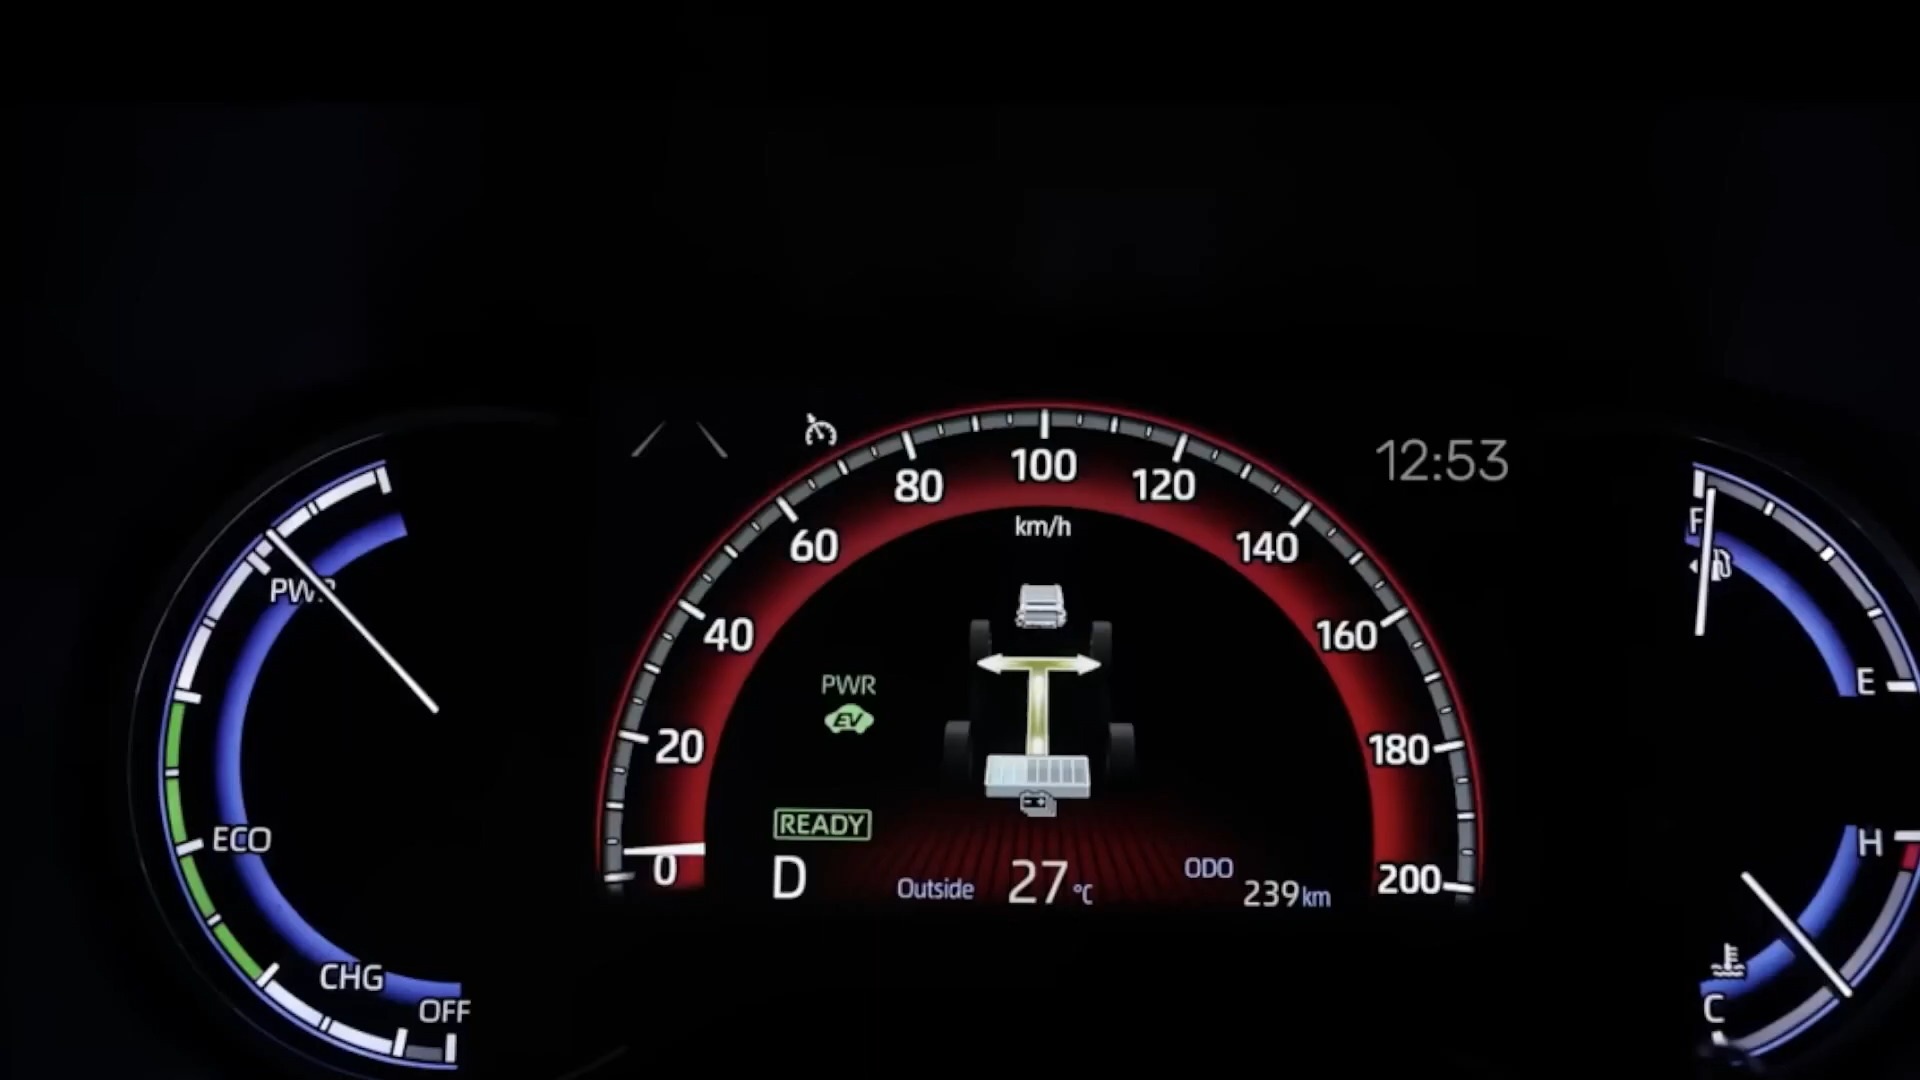 12:53
100
80
120
km/h
60
140
40
160
20
180
0
200
PWR
EV
READY
D
Outside
27 °C
ODO
239 km
PWR
ECO
CHG
OFF
F
E
H
C